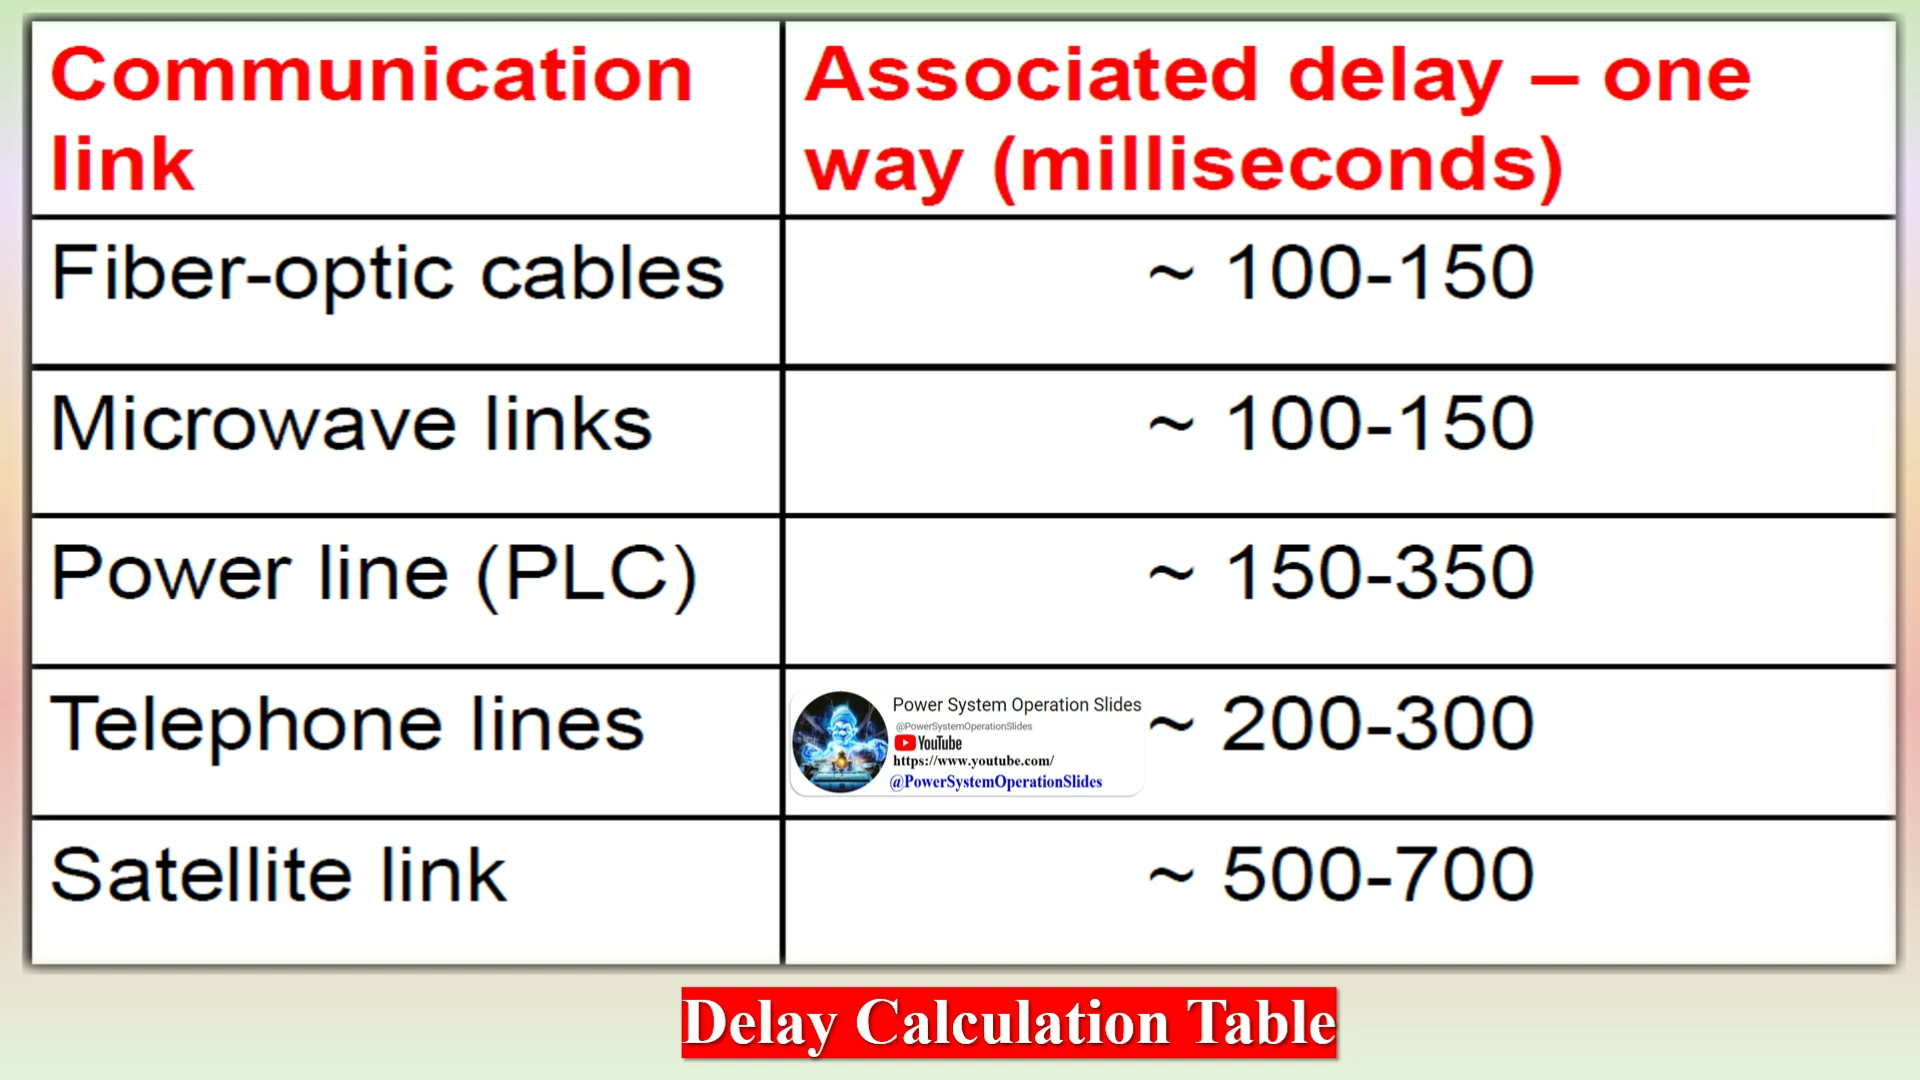 Communication
link
Associated delay – one
way (milliseconds)
Fiber-optic cables
~ 100-150
Microwave links
~ 100-150
Power line (PLC)
~ 150-350
Telephone lines
Power System Operation Slides
@PowerSystemOperationSlides
YouTube
https://www.youtube.com/
@PowerSystemOperationSlides
~ 200-300
Satellite link
~ 500-700
Delay Calculation Table